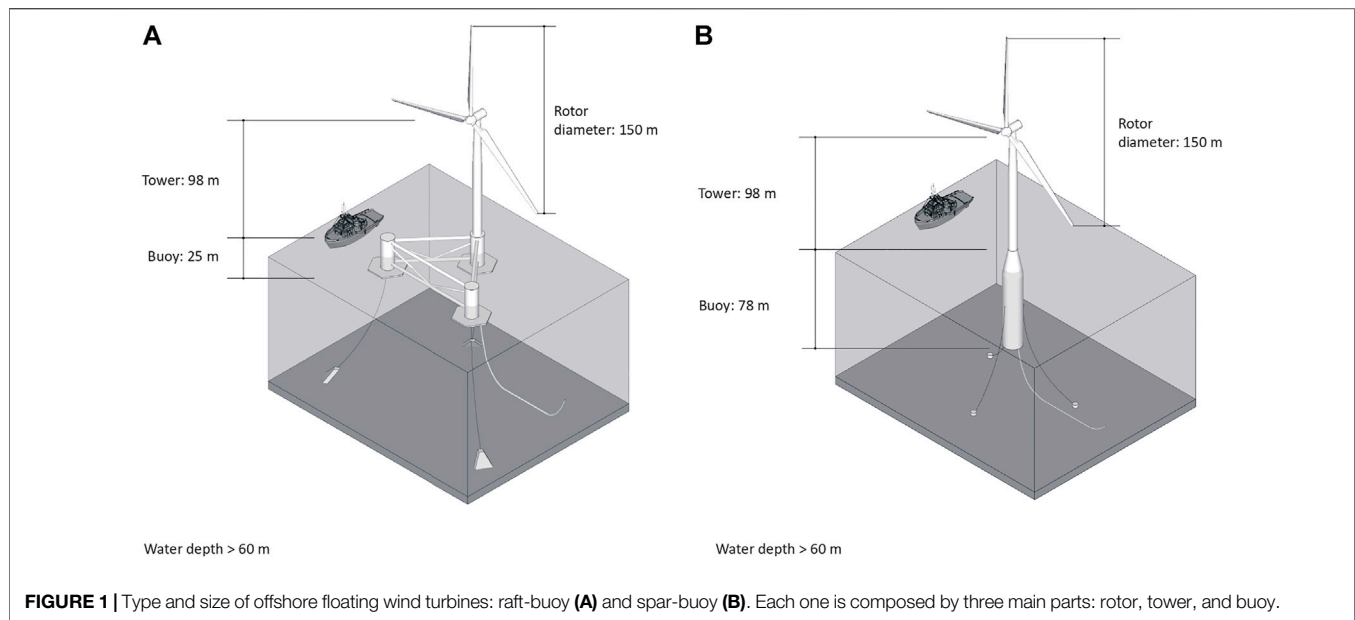 A
Rotor
diameter: 150 m
Tower: 98 m
Buoy: 25 m
Water depth > 60 m
B
Rotor
diameter: 150 m
Tower: 98 m
Buoy: 78 m
Water depth > 60 m
FIGURE 1 | Type and size of offshore floating wind turbines: raft-buoy (A) and spar-buoy (B). Each one is composed by three main parts: rotor, tower, and buoy.